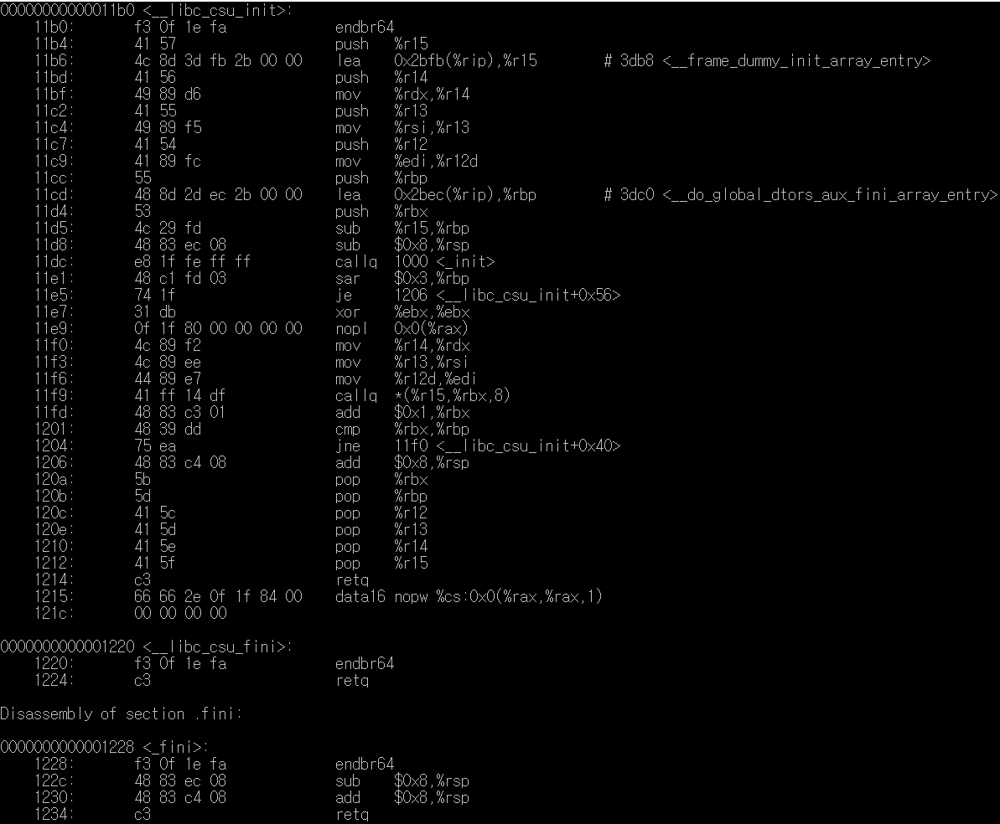 00000000000011b0 <__libc_csu_init>:
    11b0:       f3 0f 1e fa             endbr64
    11b4:       41 57                   push   %r15
    11b6:       4c 8d 3d fb 2b 00 00    lea    0x2bfb(%rip),%r15        # 3db8 <__frame_dummy_init_array_entry>
    11bd:       41 56                   push   %r14
    11bf:       49 89 d6                mov    %rdx,%r14
    11c2:       41 55                   push   %r13
    11c4:       49 89 f5                mov    %rsi,%r13
    11c7:       41 54                   push   %r12
    11c9:       41 89 fc                mov    %edi,%r12d
    11cc:       55                      push   %rbp
    11cd:       48 8d 2d ec 2b 00 00    lea    0x2bec(%rip),%rbp        # 3dc0 <__do_global_dtors_aux_fini_array_entry>
    11d4:       53                      push   %rbx
    11d5:       4c 29 fd                sub    %r15,%rbp
    11d8:       48 83 ec 08             sub    $0x8,%rsp
    11dc:       e8 1f fe ff ff          callq  1000 <_init>
    11e1:       48 c1 fd 03             sar    $0x3,%rbp
    11e5:       74 1f                   je     1206 <__libc_csu_init+0x56>
    11e7:       31 db                   xor    %ebx,%ebx
    11e9:       0f 1f 80 00 00 00 00    nopl   0x0(%rax)
    11f0:       4c 89 f2                mov    %r14,%rdx
    11f3:       4c 89 ee                mov    %r13,%rsi
    11f6:       44 89 e7                mov    %r12d,%edi
    11f9:       41 ff 14 df             callq  *(%r15,%rbx,8)
    11fd:       48 83 c3 01             add    $0x1,%rbx
    1201:       48 39 dd                cmp    %rbx,%rbp
    1204:       75 ea                   jne    11f0 <__libc_csu_init+0x40>
    1206:       48 83 c4 08             add    $0x8,%rsp
    120a:       5b                      pop    %rbx
    120b:       5d                      pop    %rbp
    120c:       41 5c                   pop    %r12
    120e:       41 5d                   pop    %r13
    1210:       41 5e                   pop    %r14
    1212:       41 5f                   pop    %r15
    1214:       c3                      retq
    1215:       66 66 2e 0f 1f 84 00    data16 nopw %cs:0x0(%rax,%rax,1)
    121c:       00 00 00 00

0000000000001220 <__libc_csu_fini>:
    1220:       f3 0f 1e fa             endbr64
    1224:       c3                      retq

Disassembly of section .fini:

0000000000001228 <_fini>:
    1228:       f3 0f 1e fa             endbr64
    122c:       48 83 ec 08             sub    $0x8,%rsp
    1230:       48 83 c4 08             add    $0x8,%rsp
    1234:       c3                      retq